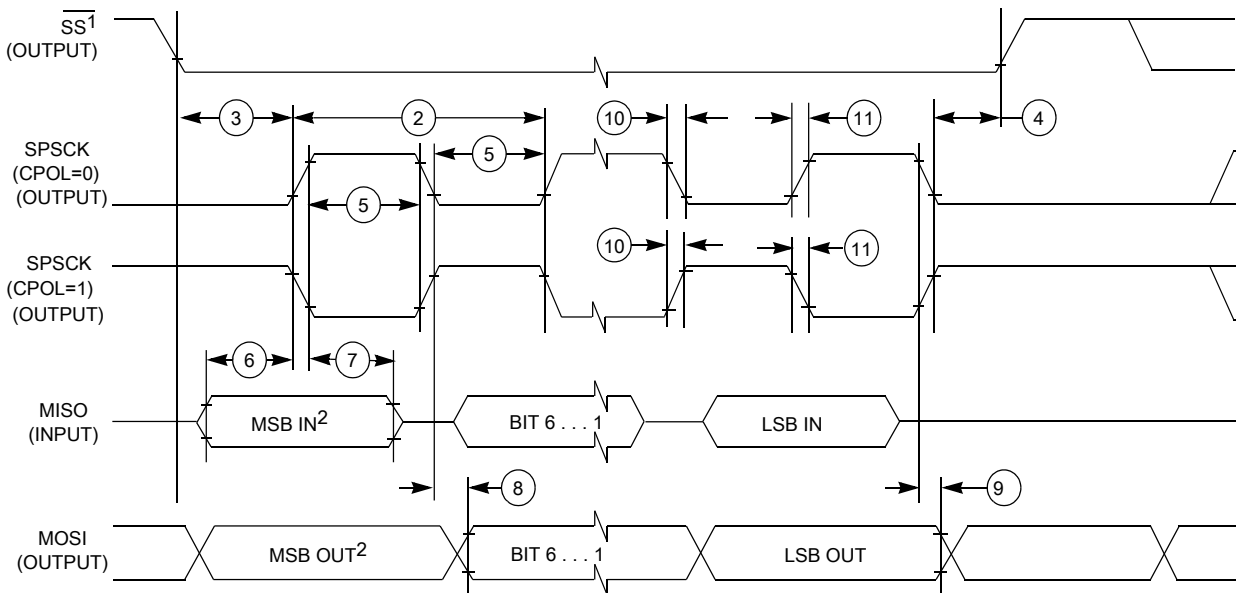 SS¹
(OUTPUT)
3
2
10
11
4
SPSCK
(CPOL=0)
(OUTPUT)
5
5
SPSCK
(CPOL=1)
(OUTPUT)
10
11
6
7
MISO
(INPUT)
MSB IN²
BIT 6 . . . 1
LSB IN
8
9
MOSI
(OUTPUT)
MSB OUT²
BIT 6 . . . 1
LSB OUT